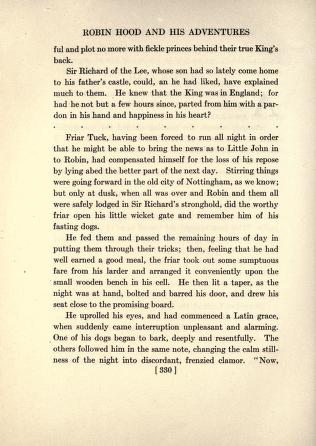 ROBIN HOOD AND HIS ADVENTURES
ful and plot no more with fickle princes behind their true King's
back.
Sir Richard of the Lee, whose son had so lately come home
to his father's castle, could, an he had liked, have explained
much to them. He knew that the King was in England; for
had he not but a few hours since, parted from him with a par-
don in his hand and happiness in his heart?
. . . . . . . .
Friar Tuck, having been forced to run all night in order
that he might be able to bring the news as to Little John in
to Robin, had compensated himself for the loss of his repose
by lying abed the better part of the next day. Stirring things
were going forward in the old city of Nottingham, as we know;
but only at dusk, when all was over and Robin and them all
were safely lodged in Sir Richard's stronghold, did the worthy
friar open his little wicket gate and remember him of his
fasting dogs.
He fed them and passed the remaining hours of day in
putting them through their tricks; then, feeling that he had
well earned a good meal, the friar took out some sumptuous
fare from his larder and arranged it conveniently upon the
small wooden bench in his cell. He then lit a taper, as the
night was at hand, bolted and barred his door, and drew his
seat close to the promising board.
He uprolled his eyes, and had commenced a Latin grace,
when suddenly came interruption unpleasant and alarming.
One of his dogs began to bark, deeply and resentfully. The
others followed him in the same note, changing the calm still-
ness of the night into discordant, frenzied clamor. "Now,
[ 330 ]